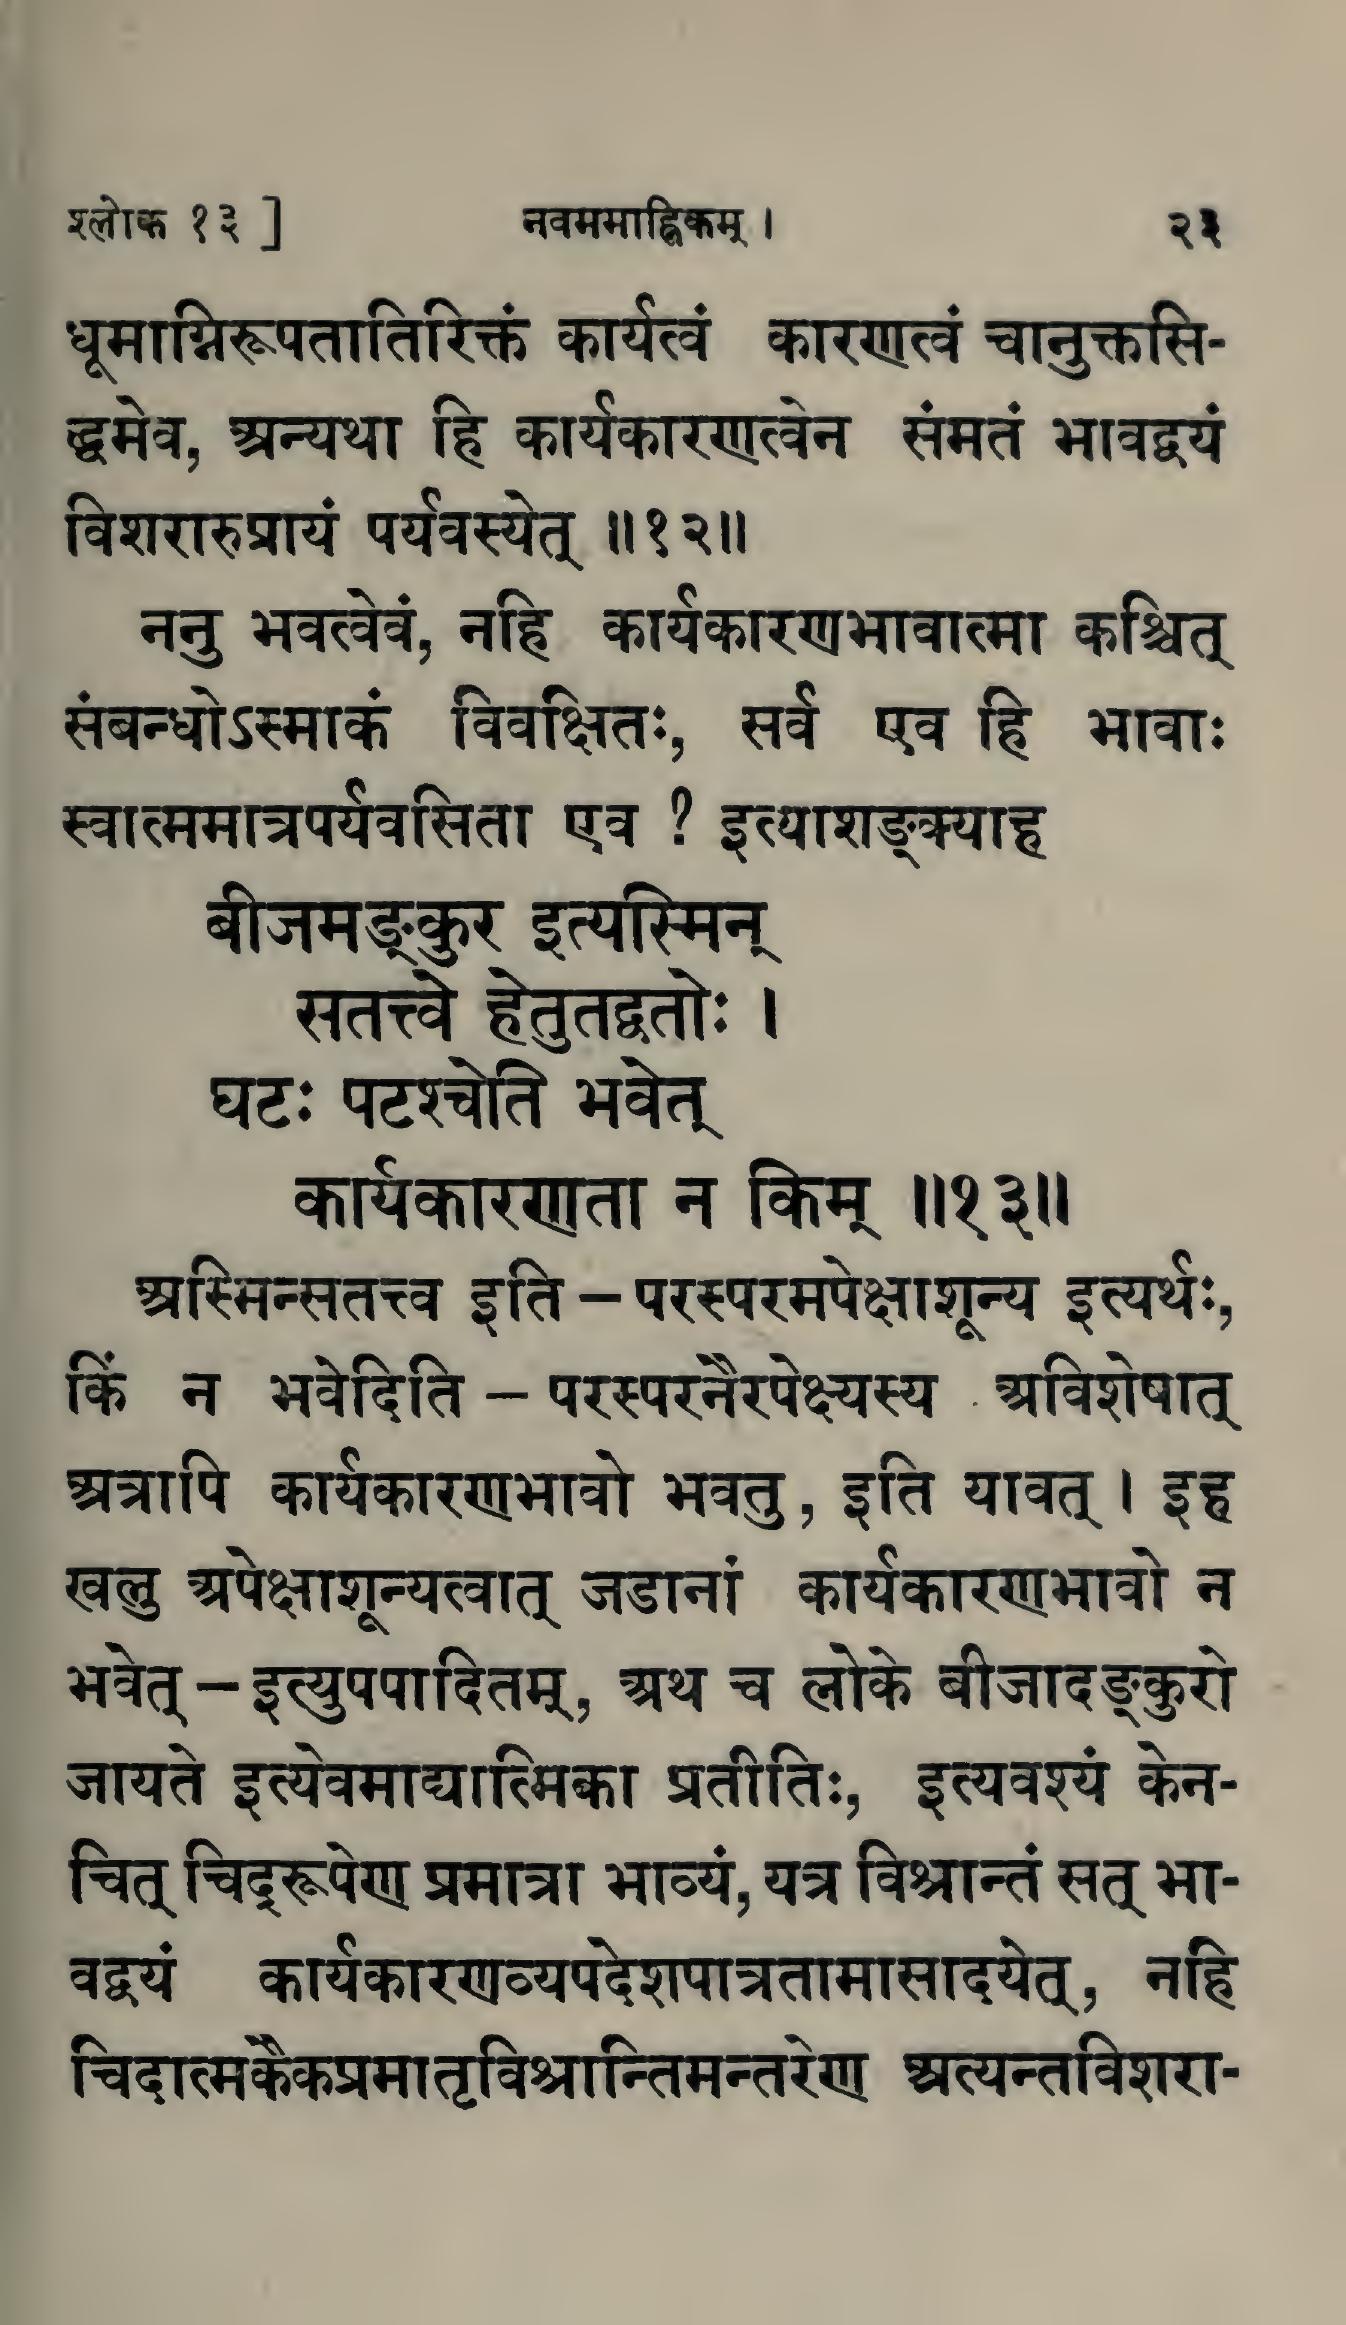 श्लोक १३ ] नवममाह्निकम् । २३
धूमाग्निरूपतातिरिक्तं कार्यत्वं कारणत्वं चानुक्तसि-
द्धमेव, अन्यथा हि कार्यकारणत्वेन संमतं भावद्वयं
विशरारुप्रायं पर्यवस्येत् ॥१२॥
ननु भवत्वेवं, नहि कार्यकारणभावात्मा कश्चित्
संबन्धोऽस्माकं विवक्षितः, सर्व एव हि भावाः
स्वात्ममात्रपर्यवसिता एव ? इत्याशङ्क्याह
बीजमङ्कुर इत्यस्मिन्
सतत्त्वे हेतुतद्वतोः ।
घटः पटश्चेति भवेत्
कार्यकारणता न किम् ॥१३॥
अस्मिन्सतत्त्व इति – परस्परमपेक्षाशून्य इत्यर्थः,
किं न भवेदिति – परस्परनैरपेक्ष्यस्य अविशेषात्
अत्रापि कार्यकारणभावो भवतु, इति यावत् । इह
खलु अपेक्षाशून्यत्वात् जडानां कार्यकारणभावो न
भवेत् – इत्युपपादितम्, अथ च लोके बीजादङ्कुरो
जायते इत्येवमाद्यात्मिका प्रतीतिः, इत्यवश्यं केन-
चित् चिद्रूपेण प्रमात्रा भाव्यं, यत्र विश्रान्तं सत् भा-
वद्वयं कार्यकारणव्यपदेशपात्रतामासादयेत्, नहि
चिदात्मकैकप्रमातृविश्रान्तिमन्तरेण अत्यन्तविशरा-